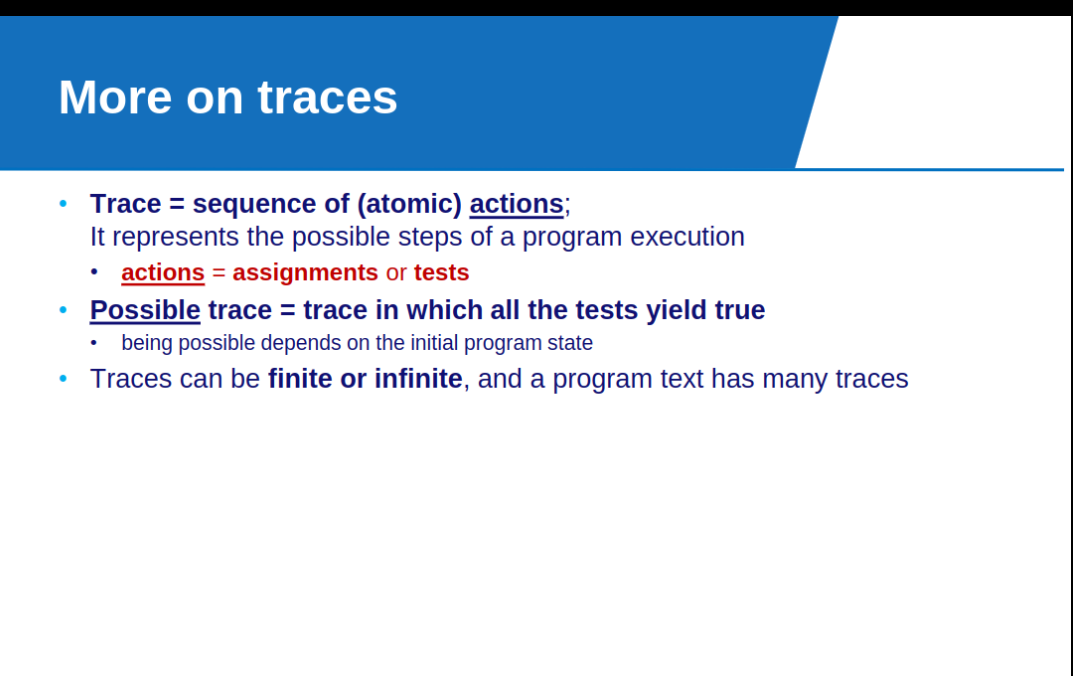 More on traces
• Trace = sequence of (atomic) actions;
It represents the possible steps of a program execution
• actions = assignments or tests
• Possible trace = trace in which all the tests yield true
• being possible depends on the initial program state
• Traces can be finite or infinite, and a program text has many traces